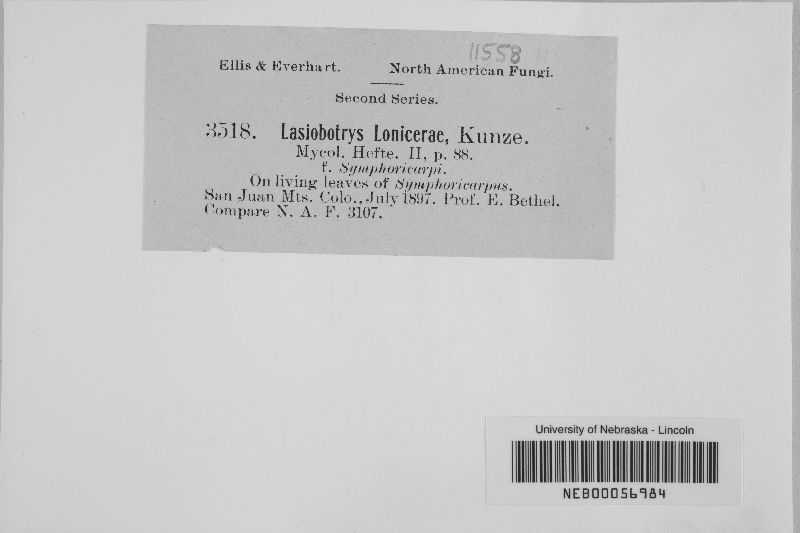 11558
Ellis & Everhart. North American Fungi.
Second Series.
3518. Lasiobotrys Lonicerae, Kunze.
Mycol. Hefte. II, p. 88.
f. Symphoricarpi.
On living leaves of Symphoricarpus.
San Juan Mts. Colo., July 1897. Prof. E. Bethel.
Compare N. A. F. 3107.
University of Nebraska - Lincoln
NEB00056984